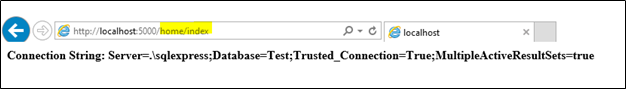 http://localhost:5000/home/index
localhost
Connection String: Server=.\sqlexpress;Database=Test;Trusted_Connection=True;MultipleActiveResultSets=true